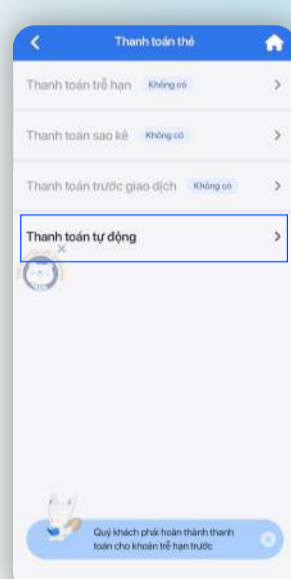 Thanh toán thẻ
Thanh toán trễ hạn Không có
Thanh toán sao kê Không có
Thanh toán trước giao dịch Không có
Thanh toán tự động
Quý khách phải hoàn thành thanh
toán cho khoản trễ hạn trước